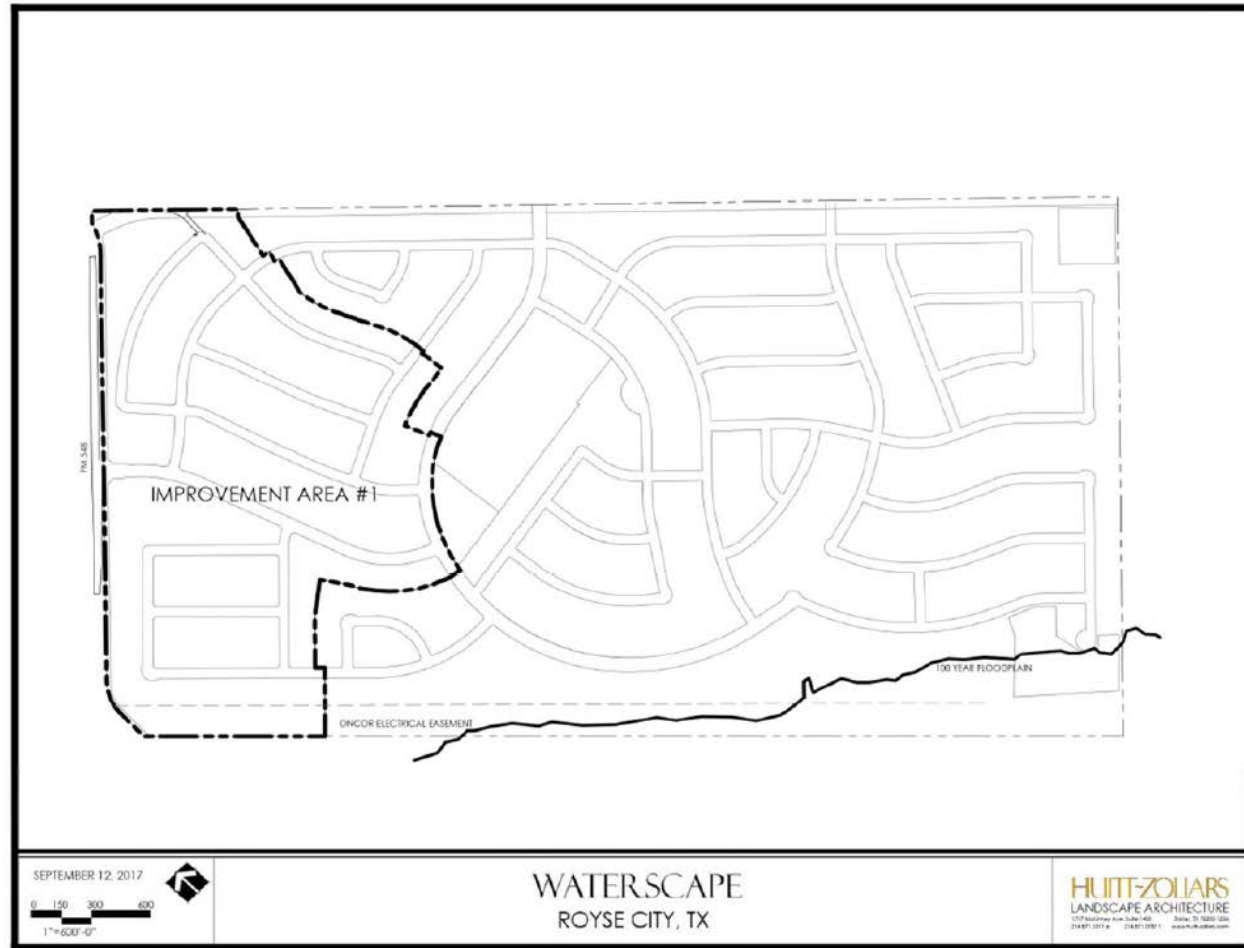 FM 548
IMPROVEMENT AREA #1
100 YEAR FLOODPLAIN
ONCOR ELECTRICAL EASEMENT
SEPTEMBER 12, 2017
0 150 300 600
1"=600'-0"
WATERSCAPE
ROYSE CITY, TX
HUITT-ZOLLARS
LANDSCAPE ARCHITECTURE